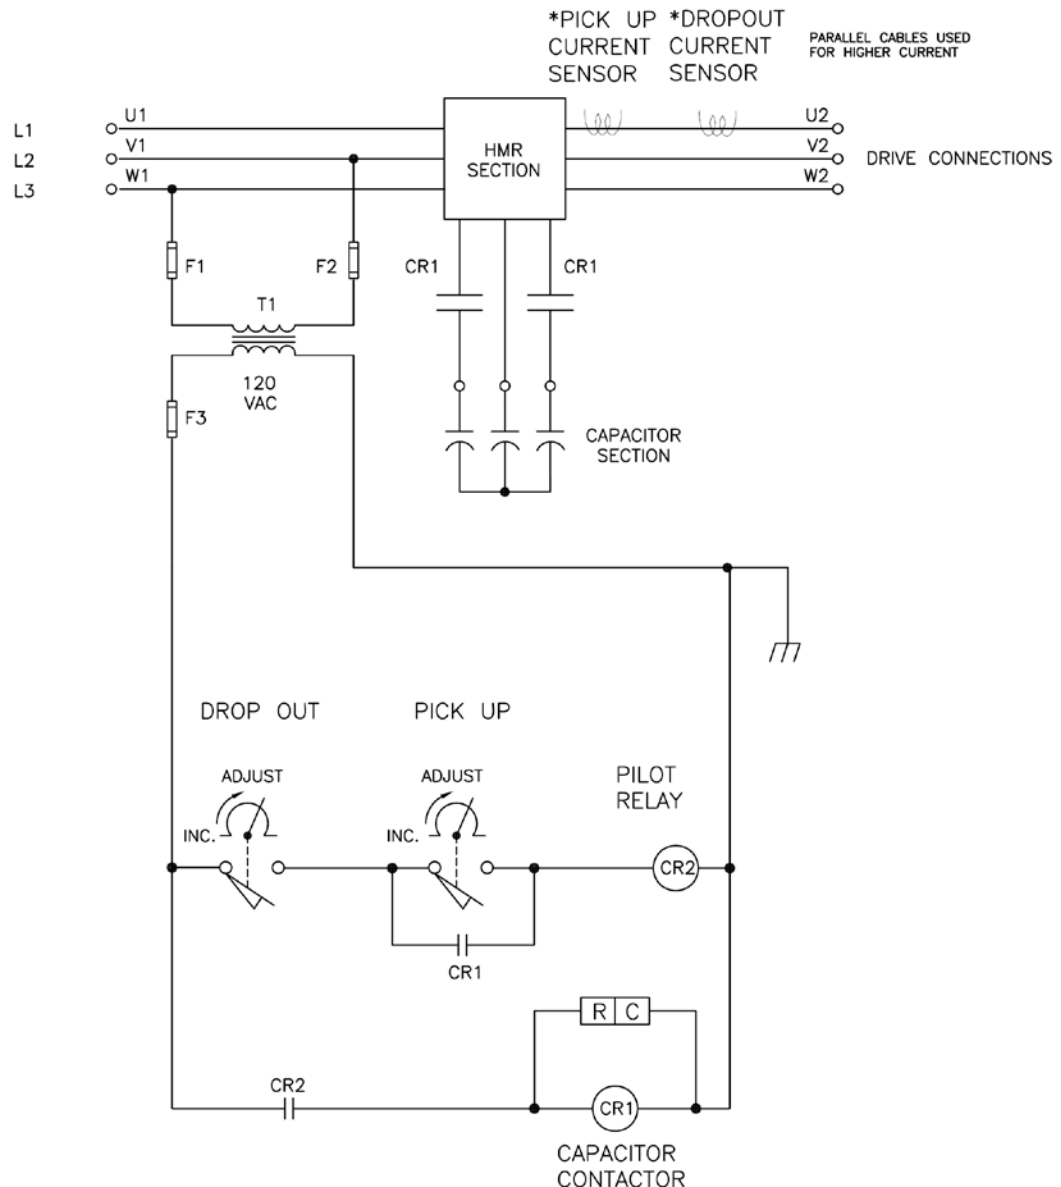 *PICK UP
CURRENT
SENSOR
*DROPOUT
CURRENT
SENSOR
PARALLEL CABLES USED
FOR HIGHER CURRENT
L1
U1
U2
L2
V1
V2
L3
W1
W2
HMR
SECTION
DRIVE CONNECTIONS
F1
F2
CR1
CR1
T1
120
VAC
F3
CAPACITOR
SECTION
DROP OUT
PICK UP
ADJUST
ADJUST
PILOT
RELAY
INC.
INC.
CR2
CR1
R C
CR2
CR1
CAPACITOR
CONTACTOR